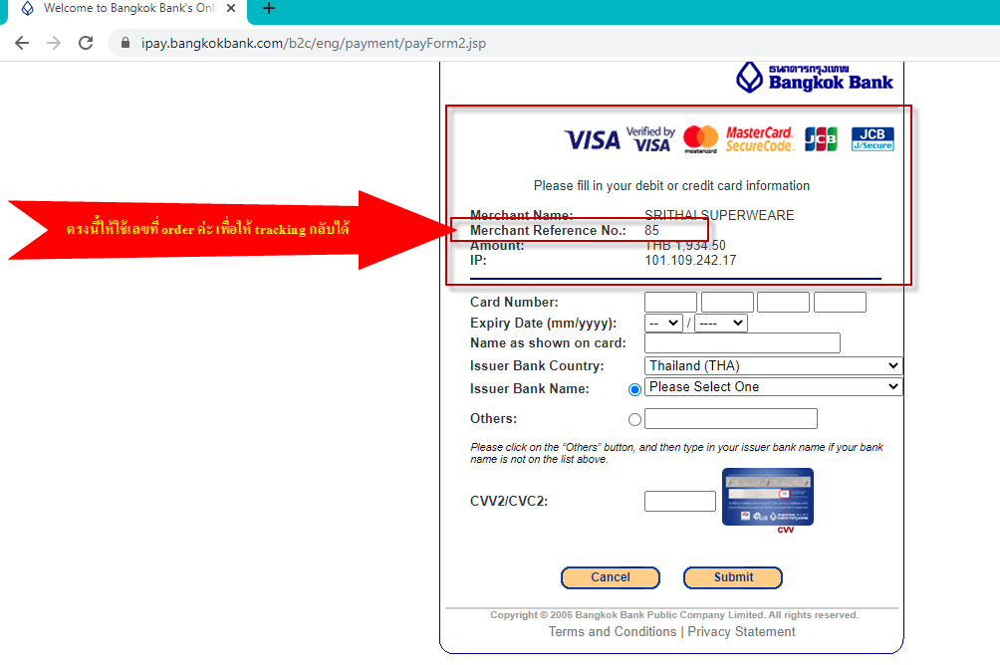 Welcome to Bangkok Bank's Onl
ipay.bangkokbank.com/b2c/eng/payment/payForm2.jsp
ธนาคารกรุงเทพ
Bangkok Bank
VISA Verified by VISA mastercard MasterCard. SecureCode. JCB JCB J/Secure
Please fill in your debit or credit card information
Merchant Name: SRITHAI SUPERWEARE
ตรงนี้ให้ใช้เลขที่ order ค่ะ เพื่อให้ tracking กลับได้
Merchant Reference No.: 85
Amount: THB 1,934.50
IP: 101.109.242.17
Card Number:
Expiry Date (mm/yyyy): -- / ----
Name as shown on card:
Issuer Bank Country: Thailand (THA)
Issuer Bank Name: Please Select One
Others:
Please click on the “Others” button, and then type in your issuer bank name if your bank
name is not on the list above.
CVV2/CVC2:
CVV
Cancel Submit
Copyright © 2006 Bangkok Bank Public Company Limited. All rights reserved.
Terms and Conditions | Privacy Statement